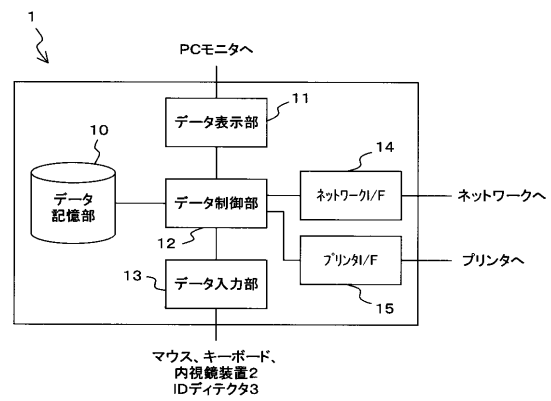 1
PCモニタへ
11
データ表示部
10
データ
記憶部
14
データ制御部
ネットワークI/F
ネットワークへ
12
プリンタI/F
プリンタへ
13
データ入力部
15
マウス、キーボード、
内視鏡装置2
IDディテクタ3